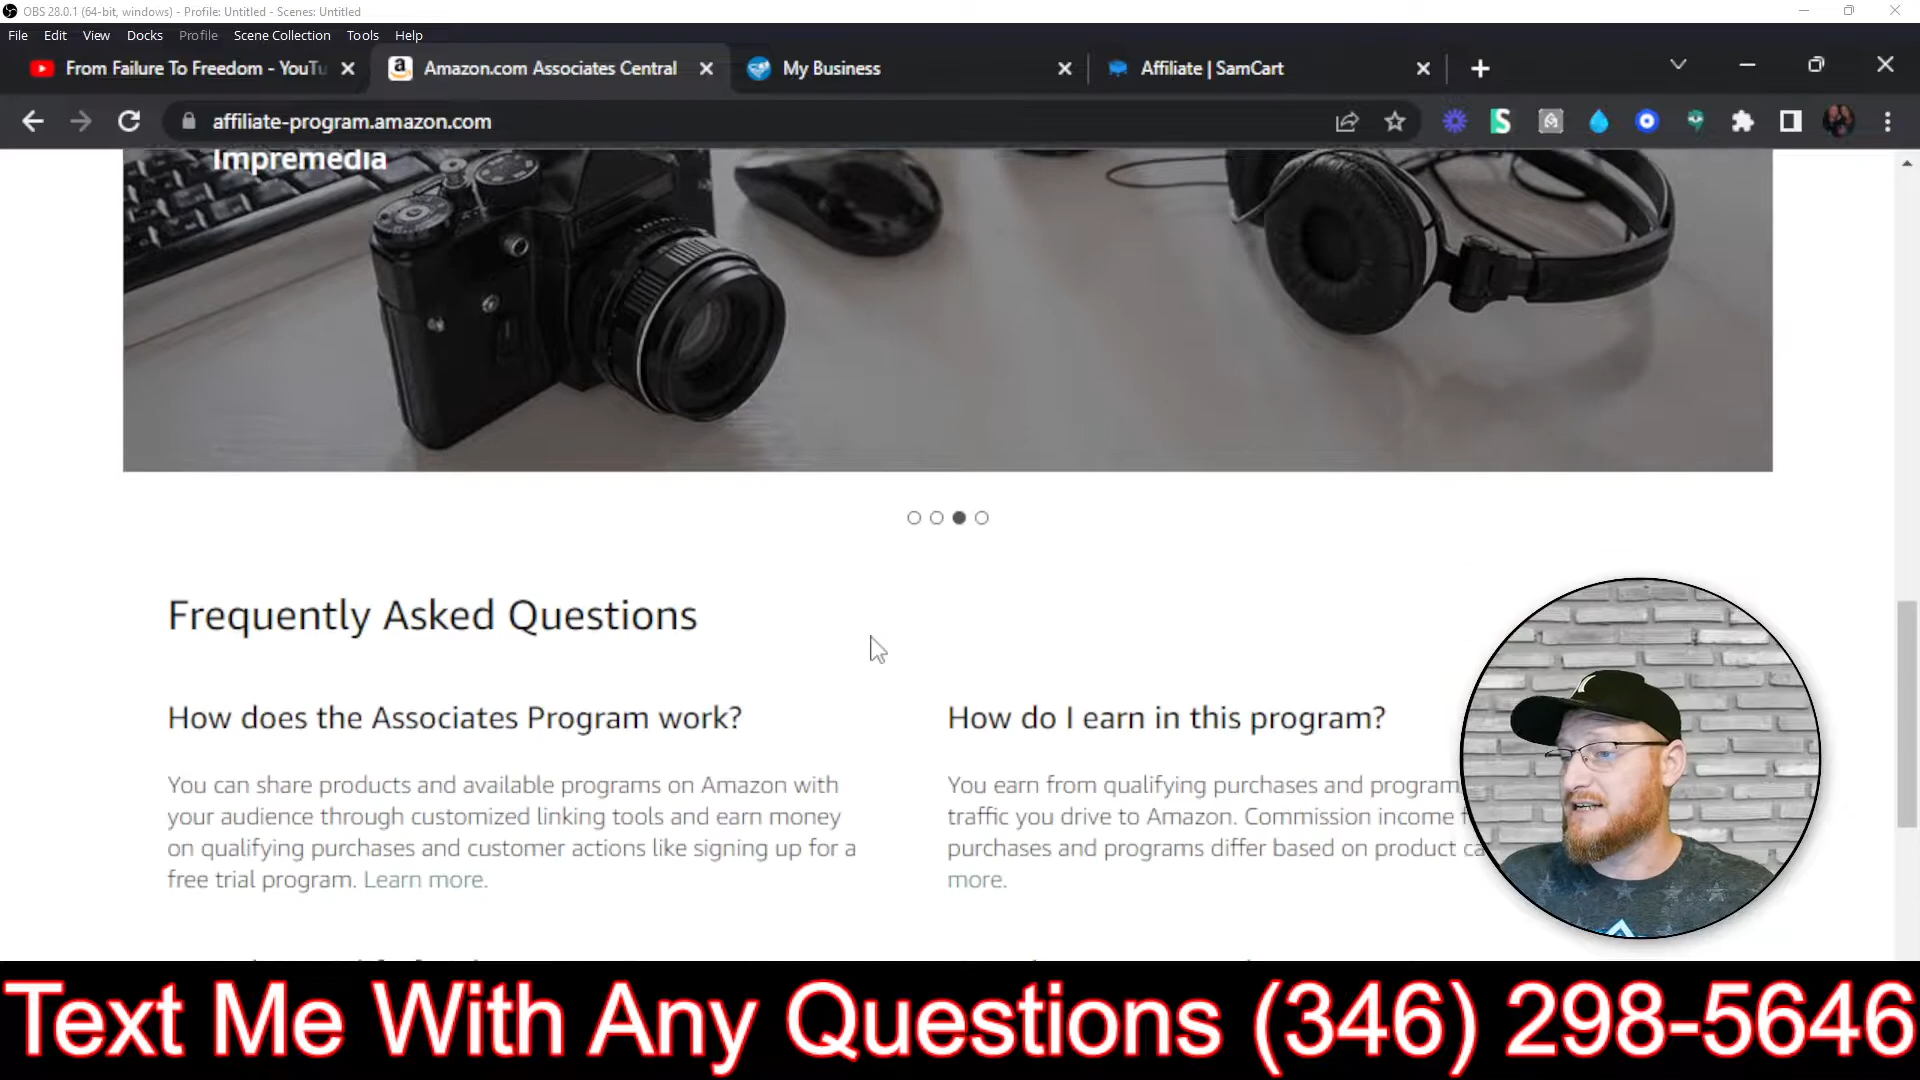 OBS 28.0.1 (64-bit, windows) - Profile: Untitled - Scenes: Untitled
File Edit View Docks Profile Scene Collection Tools Help
From Failure To Freedom - YouTu
Amazon.com Associates Central
My Business
Affiliate | SamCart
affiliate-program.amazon.com
Impremedia
Frequently Asked Questions
How does the Associates Program work?
You can share products and available programs on Amazon with
your audience through customized linking tools and earn money
on qualifying purchases and customer actions like signing up for a
free trial program. Learn more.
How do I earn in this program?
You earn from qualifying purchases and program
traffic you drive to Amazon. Commission income
purchases and programs differ based on product ca
more.
Text Me With Any Questions (346) 298-5646